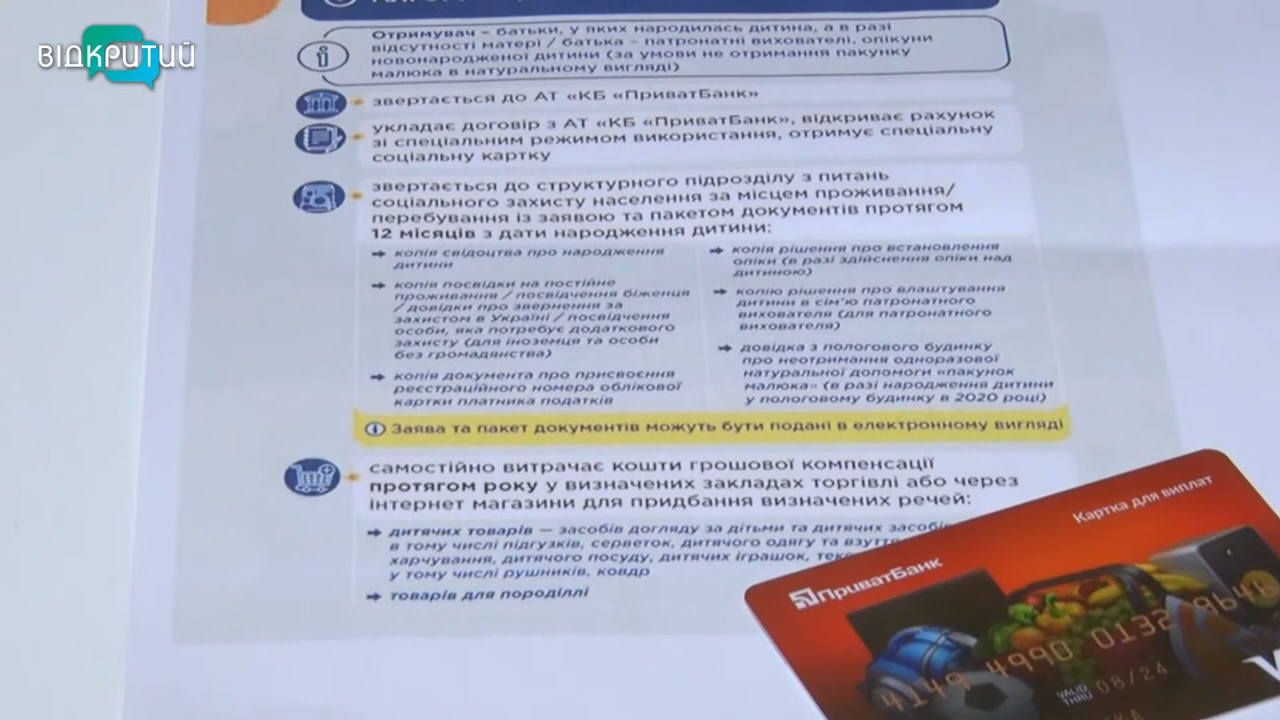 ВІДКРИТИЙ
Отримувач – батьки, у яких народилась дитина, а в разі
відсутності матері / батька – патронатні вихователі, опікуни
новонародженої дитини (за умови не отримання пакунку
малюка в натуральному вигляді)
звертається до АТ «КБ «ПриватБанк»
укладає договір з АТ «КБ «ПриватБанк», відкриває рахунок
зі спеціальним режимом використання, отримує спеціальну
соціальну картку
звертається до структурного підрозділу з питань
соціального захисту населення за місцем проживання/
перебування із заявою та пакетом документів протягом
12 місяців з дати народження дитини:
➔ копія свідоцтва про народження
дитини
➔ копія посвідки на постійне
проживання / посвідчення біженця
/ довідки про звернення за
захистом в Україні / посвідчення
особи, яка потребує додаткового
захисту (для іноземця та особи
без громадянства)
➔ копія документа про присвоєння
реєстраційного номера облікової
картки платника податків
➔ копія рішення про встановлення
опіки (в разі здійснення опіки над
дитиною)
➔ копію рішення про влаштування
дитини в сім'ю патронатного
вихователя (для патронатного
вихователя)
➔ довідка з пологового будинку
про неотримання одноразової
натуральної допомоги «пакунок
малюка» (в разі народження дитини
у пологовому будинку в 2020 році)
Заява та пакет документів можуть бути подані в електронному вигляді
самостійно витрачає кошти грошової компенсації
протягом року у визначених закладах торгівлі або через
інтернет магазини для придбання визначених речей:
➔ дитячих товарів — засобів догляду за дітьми та дитячих засобів
в тому числі підгузків, серветок, дитячого одягу та взуття
харчування, дитячого посуду, дитячих іграшок,
у тому числі рушників, ковдр
➔ товарів для породіллі
Картка для виплат
ПриватБанк
4149 4990 0132 9646
VALID
THRU 08/24